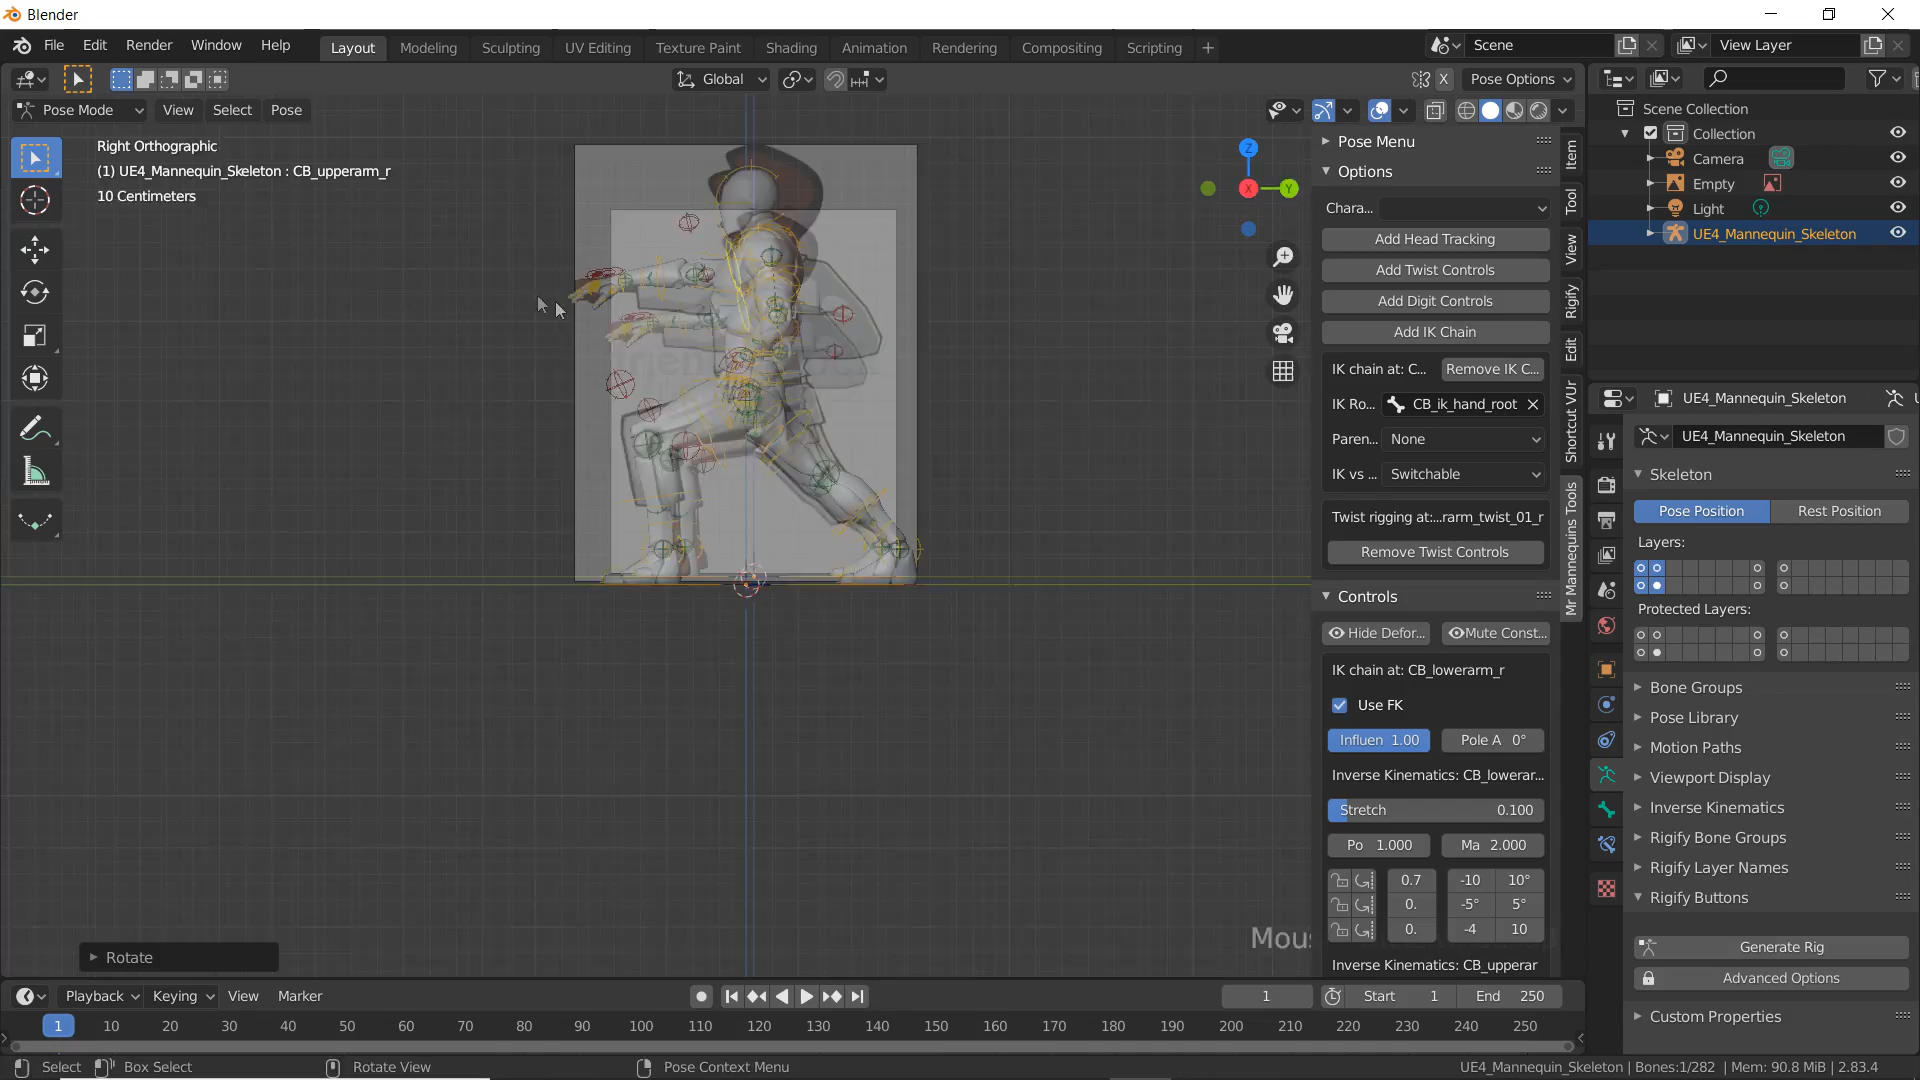 Blender
File Edit Render Window Help
Layout Modeling Sculpting UV Editing Texture Paint Shading Animation Rendering Compositing Scripting +
Scene
View Layer
Global
X
Pose Options
Pose Mode View Select Pose
Right Orthographic
(1) UE4_Mannequin_Skeleton : CB_upperarm_r
10 Centimeters
Z
X
Y
Pose Menu
Options
Chara...
Add Head Tracking
Add Twist Controls
Add Digit Controls
Add IK Chain
IK chain at: C... Remove IK C...
IK Ro... CB_ik_hand_root
Paren... None
IK vs ... Switchable
Twist rigging at:...rarm_twist_01_r
Remove Twist Controls
Controls
Hide Defor... Mute Const...
IK chain at: CB_lowerarm_r
Use FK
Influen 1.00 Pole A 0°
Inverse Kinematics: CB_lowerar...
Stretch 0.100
Po 1.000 Ma 2.000
0.7 -10 10°
0. -5° 5°
0. -4 10
Inverse Kinematics: CB_upperar
Item
Tool
View
Rigify
Edit
Shortcut VUr
Mr Mannequins Tools
Scene Collection
Collection
Camera
Empty
Light
UE4_Mannequin_Skeleton
UE4_Mannequin_Skeleton U
UE4_Mannequin_Skeleton
Skeleton
Pose Position Rest Position
Layers:
Protected Layers:
Bone Groups
Pose Library
Motion Paths
Viewport Display
Inverse Kinematics
Rigify Bone Groups
Rigify Layer Names
Rigify Buttons
Generate Rig
Advanced Options
Custom Properties
Mous
Rotate
Playback Keying View Marker
1 Start 1 End 250
1 10 20 30 40 50 60 70 80 90 100 110 120 130 140 150 160 170 180 190 200 210 220 230 240 250
Select Box Select Rotate View Pose Context Menu
UE4_Mannequin_Skeleton | Bones:1/282 | Mem: 90.8 MiB | 2.83.4